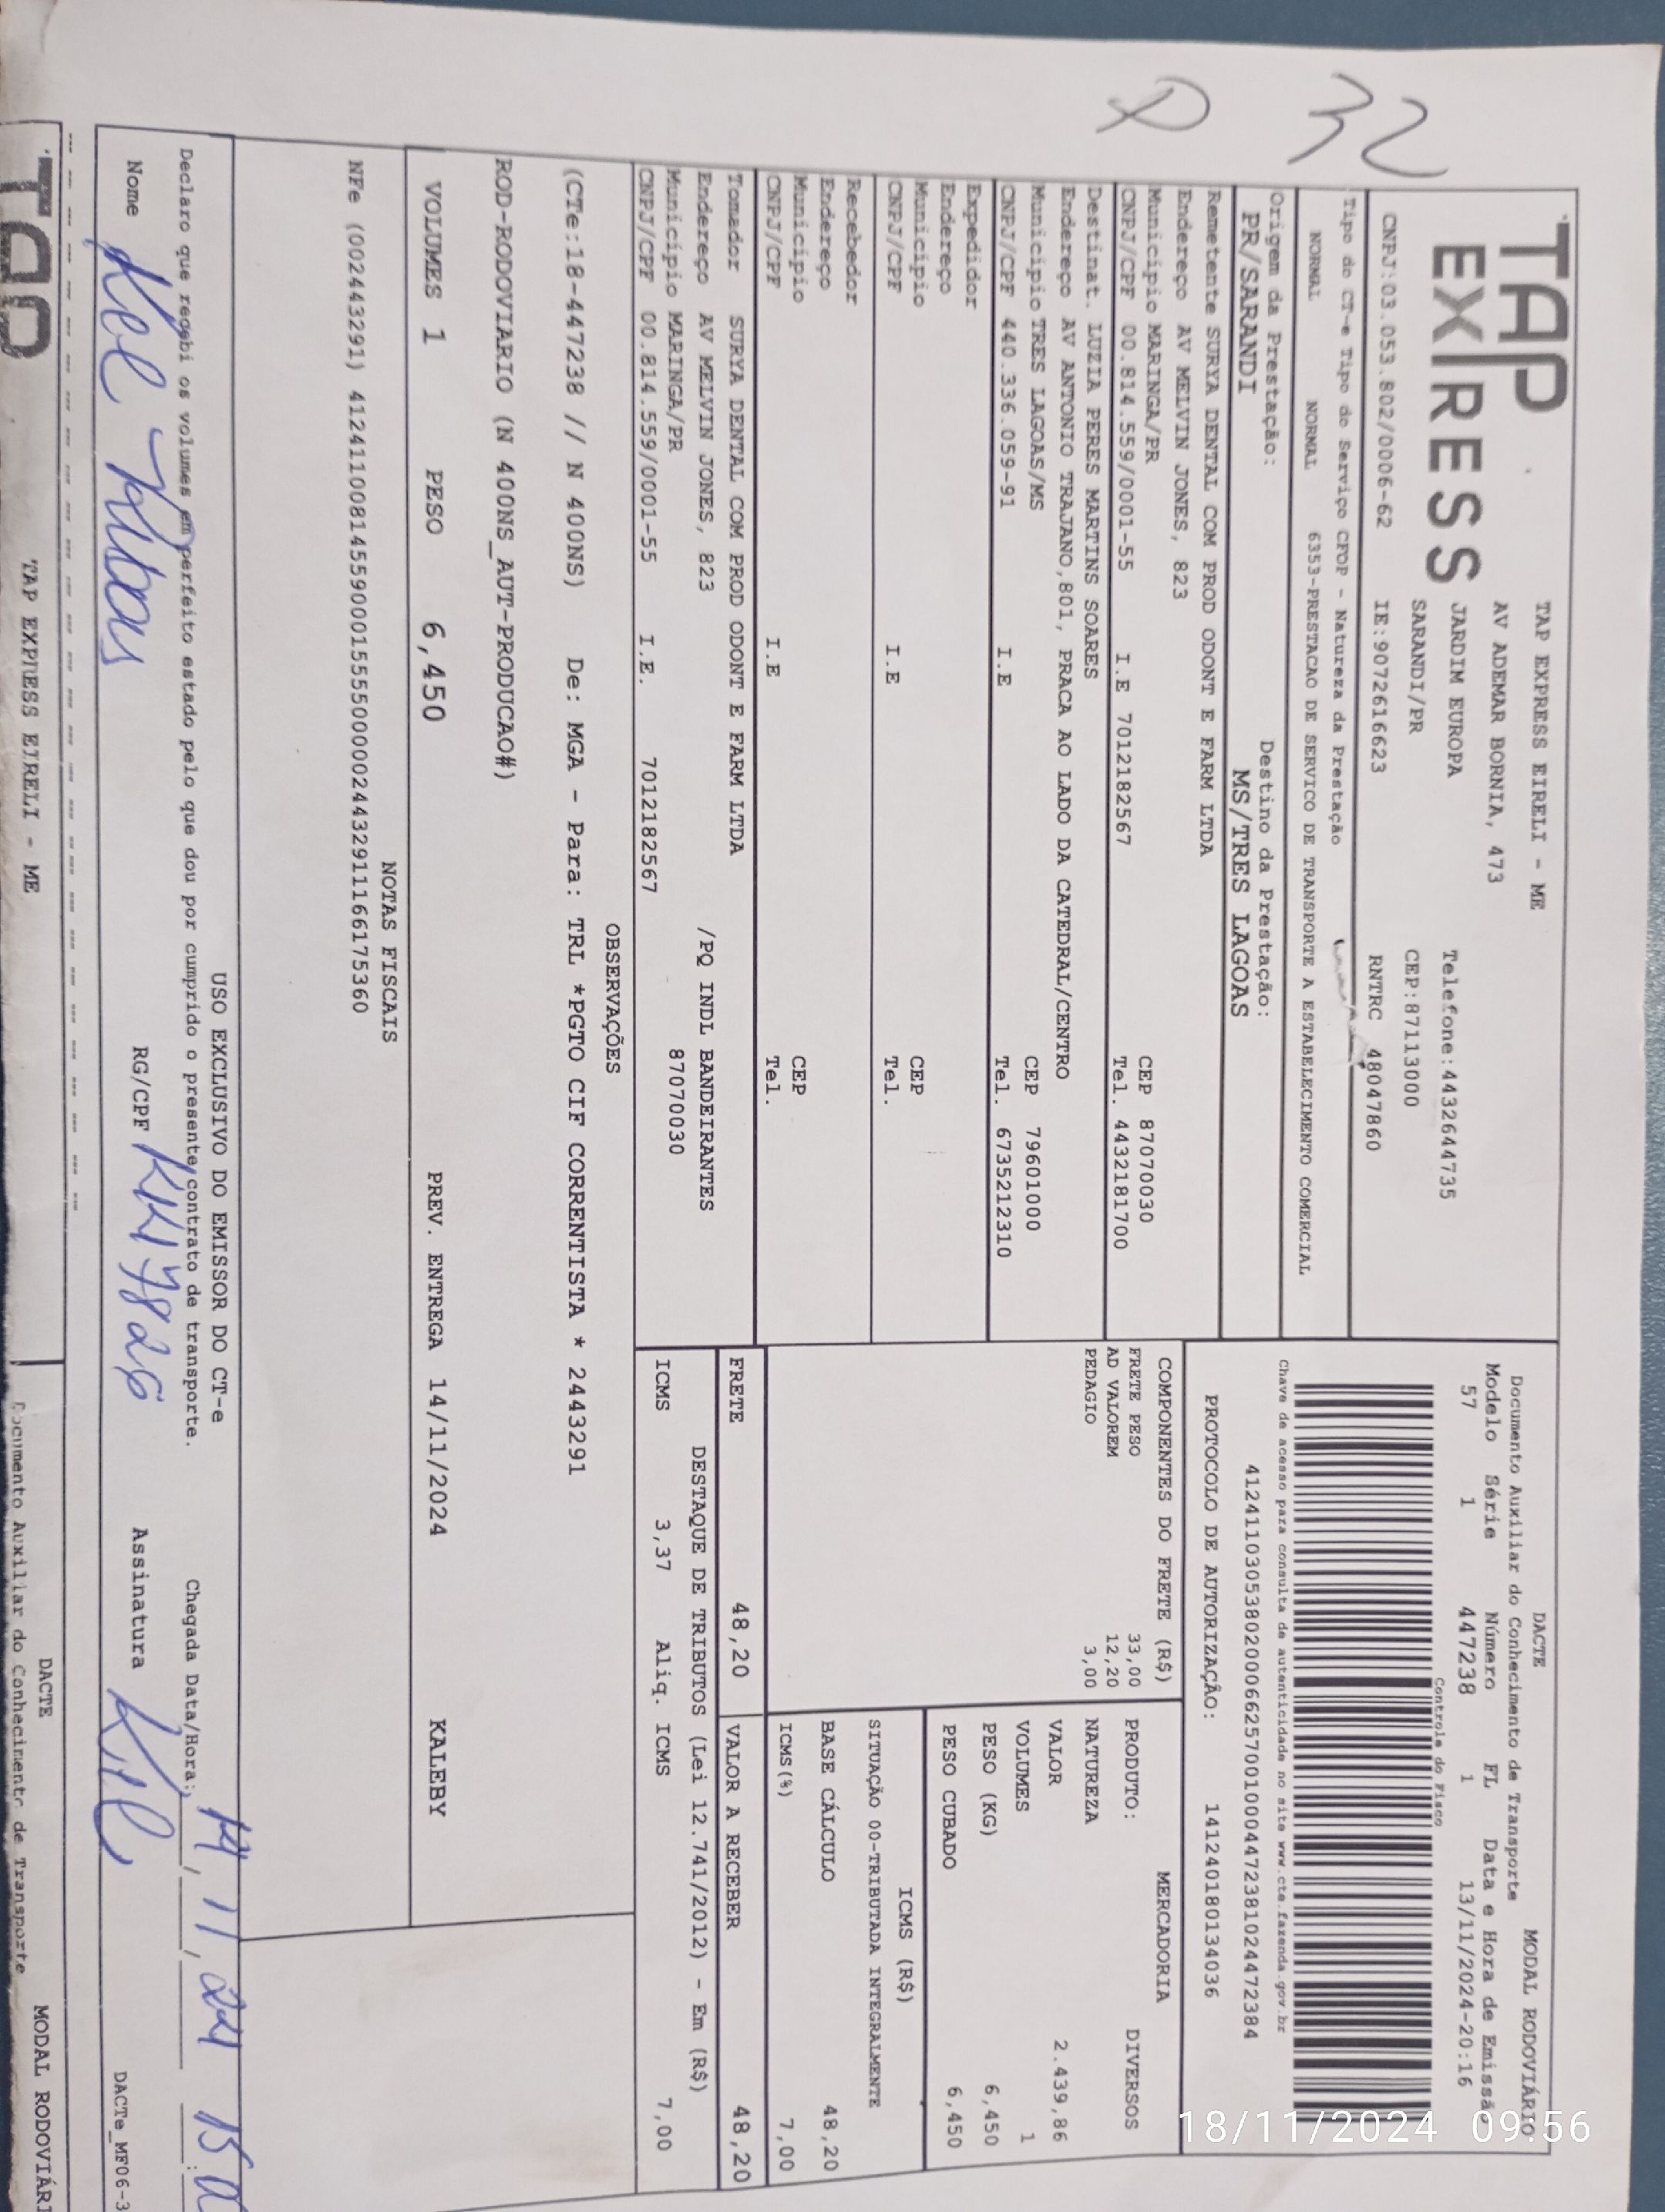 32
TAP
EXPRESS
TAP EXPRESS EIRELI - ME
AV ADEMAR BORNIA, 473
JARDIM EUROPA Telefone:4432644735
SARANDI/PR CEP:87113000
CNPJ:03.053.802/0006-62 IE:9072616623 RNTRC 48047860
DACTE MODAL RODOVIÁRIO
Documento Auxiliar do Conhecimento de Transporte
Modelo Série Número FL Data e Hora de Emissão
57 1 447238 1 13/11/2024-20:16
Controle do Fisco
Chave de acesso para consulta de autenticidade no site www.cte.fazenda.gov.br
41241103053802000662570010004472381024472384
PROTOCOLO DE AUTORIZAÇÃO: 141240180134036
Tipo do CT-e Tipo do Serviço CFOP - Natureza da Prestação
NORMAL NORMAL 6353-PRESTACAO DE SERVICO DE TRANSPORTE A ESTABELECIMENTO COMERCIAL
Origem da Prestação: Destino da Prestação:
PR/SARANDI MS/TRES LAGOAS
Remetente SURYA DENTAL COM PROD ODONT E FARM LTDA
Endereço AV MELVIN JONES, 823
Município MARINGA/PR CEP 87070030
CNPJ/CPF 00.814.559/0001-55 I.E 7012182567 Tel. 4432181700
Destinat. LUZIA PERES MARTINS SOARES
Endereço AV ANTONIO TRAJANO,801, PRACA AO LADO DA CATEDRAL/CENTRO
Município TRES LAGOAS/MS CEP 79601000
CNPJ/CPF 440.336.059-91 I.E Tel. 6735212310
Expedidor
Endereço
Município CEP
CNPJ/CPF I.E Tel.
Recebedor
Endereço
Município CEP
CNPJ/CPF I.E Tel.
Tomador SURYA DENTAL COM PROD ODONT E FARM LTDA
Endereço AV MELVIN JONES, 823 /PQ INDL BANDEIRANTES
Município MARINGA/PR 87070030
CNPJ/CPF 00.814.559/0001-55 I.E. 7012182567
COMPONENTES DO FRETE (R$)
FRETE PESO 33,00
AD VALOREM 12,20
PEDAGIO 3,00
MERCADORIA
PRODUTO: DIVERSOS
NATUREZA
VALOR 2.439,86
VOLUMES 1
PESO (KG) 6,450
PESO CUBADO 6,450
ICMS (R$)
SITUAÇÃO 00-TRIBUTADA INTEGRALMENTE
BASE CÁLCULO 48,20
ICMS(%) 7,00
FRETE 48,20 VALOR A RECEBER 48,20
DESTAQUE DE TRIBUTOS (Lei 12.741/2012) - Em (R$)
ICMS 3,37 Aliq. ICMS 7,00
OBSERVAÇÕES
(CTe:18-447238 // N 400NS) De: MGA - Para: TRL *PGTO CIF CORRENTISTA * 2443291
ROD-RODOVIARIO (N 400NS_AUT-PRODUCAO#)
VOLUMES 1 PESO 6,450 PREV. ENTREGA 14/11/2024 KALEBY
NOTAS FISCAIS
NFe (002443291) 41241100814559000155550000024432911166175360
USO EXCLUSIVO DO EMISSOR DO CT-e
Declaro que recebi os volumes em perfeito estado pelo que dou por cumprido o presente contrato de transporte. Chegada Data/Hora: 14/11/24 15
Nome RG/CPF Assinatura
DACTe_MF06-3
TAP
TAP EXPRESS EIRELI - ME
DACTE MODAL RODOVIÁRI
Documento Auxiliar do Conhecimento de Transporte
18/11/2024 09:56